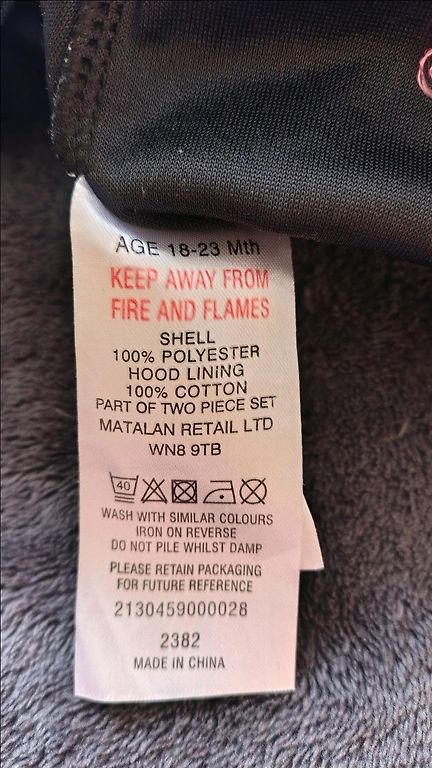 AGE 18-23 Mth
KEEP AWAY FROM
FIRE AND FLAMES
SHELL
100% POLYESTER
HOOD LINING
100% COTTON
PART OF TWO PIECE SET
MATALAN RETAIL LTD
WN8 9TB
40
WASH WITH SIMILAR COLOURS
IRON ON REVERSE
DO NOT PILE WHILST DAMP
PLEASE RETAIN PACKAGING
FOR FUTURE REFERENCE
2130459000028
2382
MADE IN CHINA